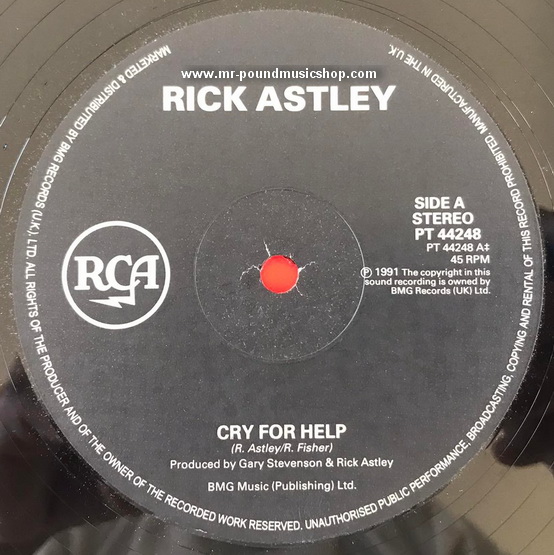 www.mr-poundmusicshop.com
RICK ASTLEY
SIDE A
STEREO
PT 44248
PT 44248 A‡
45 RPM
RCA
Ⓟ 1991 The copyright in this
sound recording is owned by
BMG Records (UK) Ltd.
CRY FOR HELP
(R. Astley/R. Fisher)
Produced by Gary Stevenson & Rick Astley
BMG Music (Publishing) Ltd.
MARKETED & DISTRIBUTED BY BMG RECORDS (U.K.) LTD. ALL RIGHTS OF THE PRODUCER AND OF THE OWNER OF THE RECORDED WORK RESERVED. UNAUTHORISED PUBLIC PERFORMANCE, BROADCASTING, COPYING AND RENTAL OF THIS RECORD PROHIBITED. MANUFACTURED IN THE U.K.